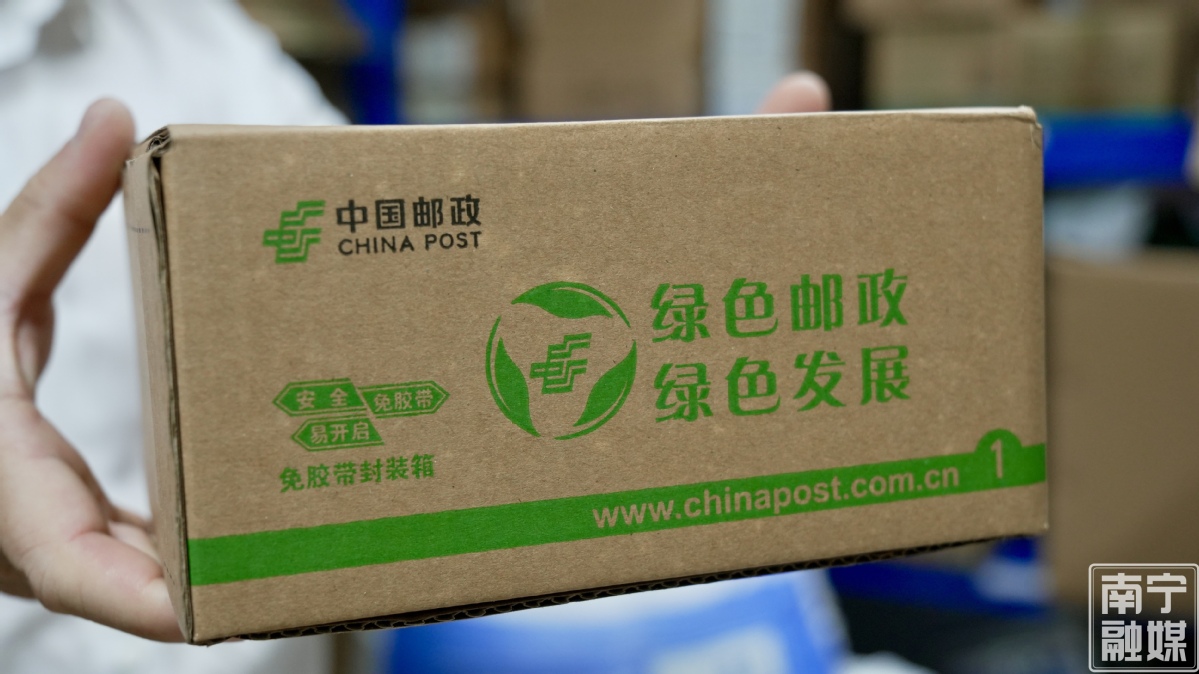 中国邮政
CHINA POST
绿色邮政
绿色发展
安全
免胶带
易开启
免胶带封装箱
www.chinapost.com.cn
1
南宁
融媒